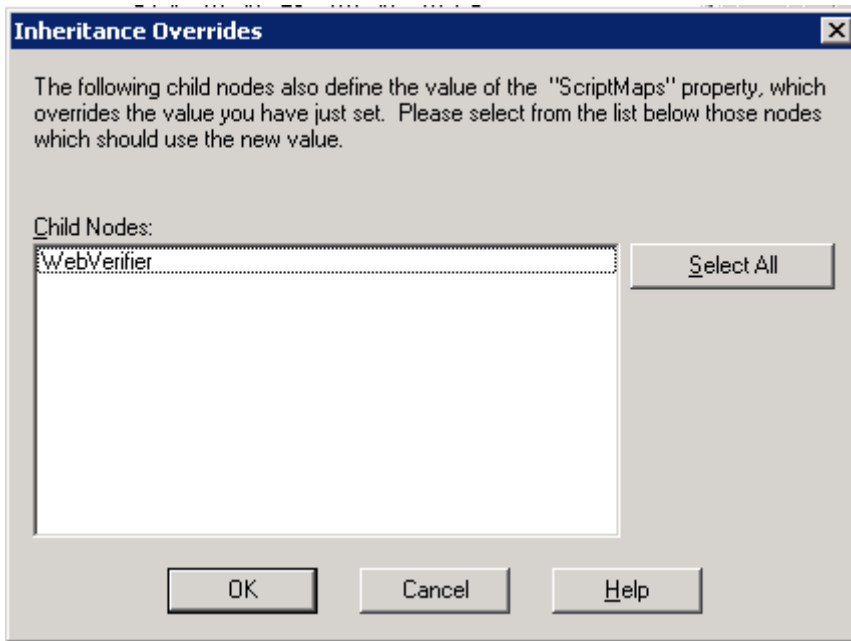 Inheritance Overrides
The following child nodes also define the value of the "ScriptMaps" property, which
overrides the value you have just set. Please select from the list below those nodes
which should use the new value.
Child Nodes:
WebVerifier
Select All
OK Cancel Help